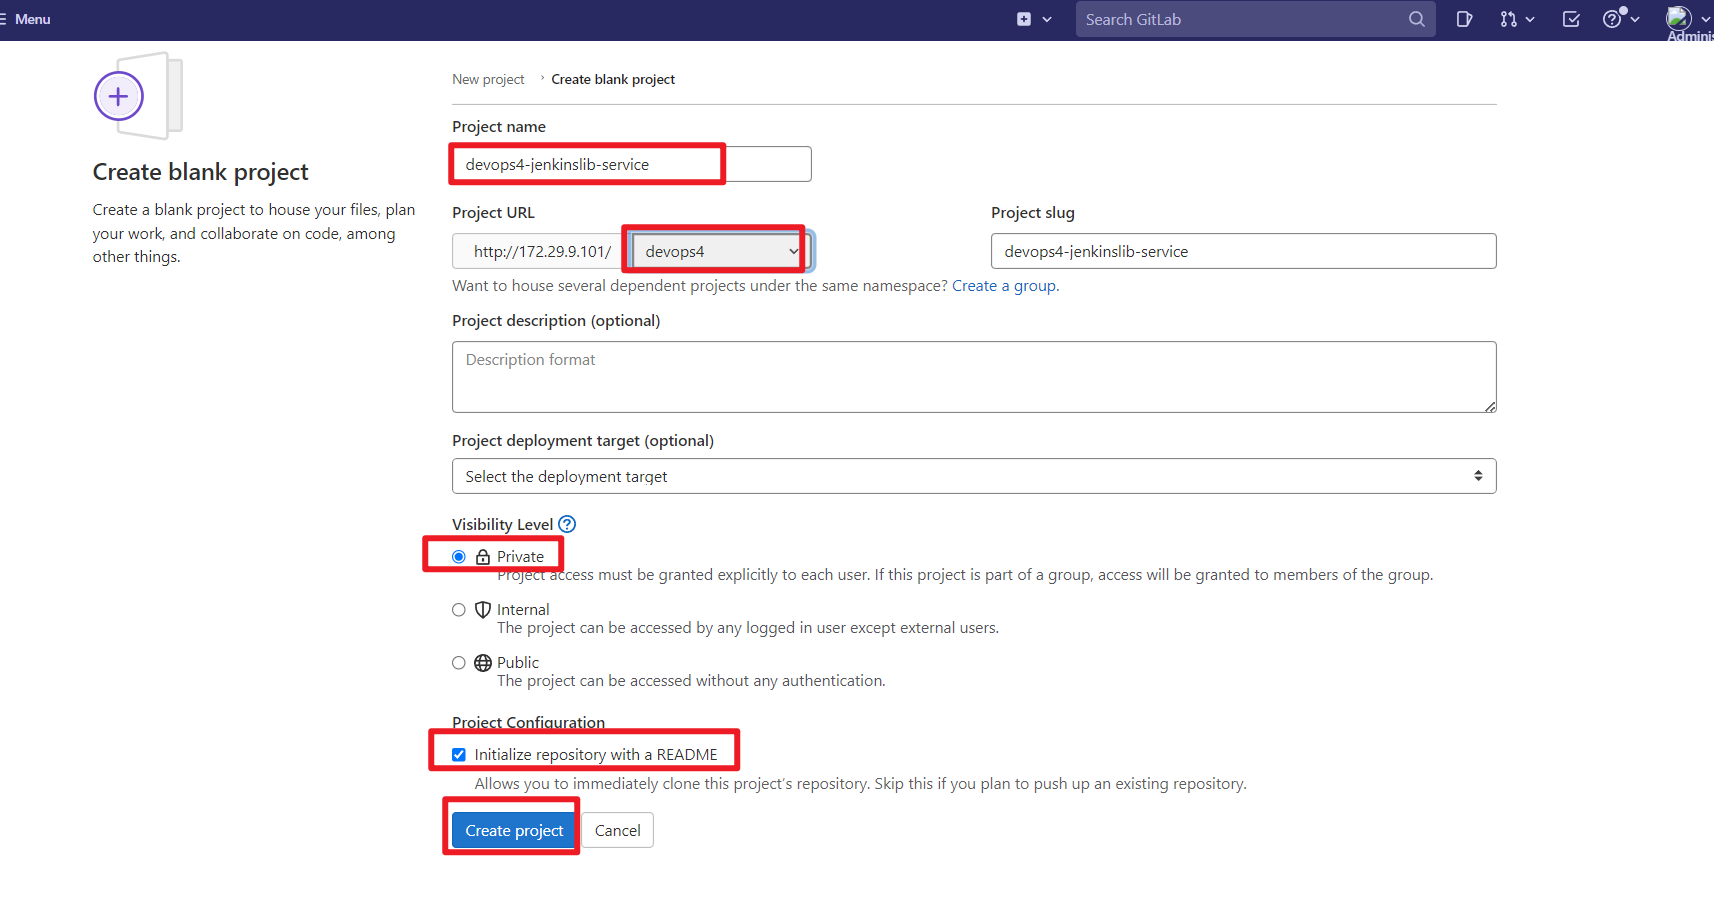 Menu
Search GitLab
Adminis
New project › Create blank project
Create blank project
Create a blank project to house your files, plan
your work, and collaborate on code, among
other things.
Project name
devops4-jenkinslib-service
Project URL
Project slug
http://172.29.9.101/
devops4
devops4-jenkinslib-service
Want to house several dependent projects under the same namespace? Create a group.
Project description (optional)
Description format
Project deployment target (optional)
Select the deployment target
Visibility Level
Private
Project access must be granted explicitly to each user. If this project is part of a group, access will be granted to members of the group.
Internal
The project can be accessed by any logged in user except external users.
Public
The project can be accessed without any authentication.
Project Configuration
Initialize repository with a README
Allows you to immediately clone this project's repository. Skip this if you plan to push up an existing repository.
Create project
Cancel